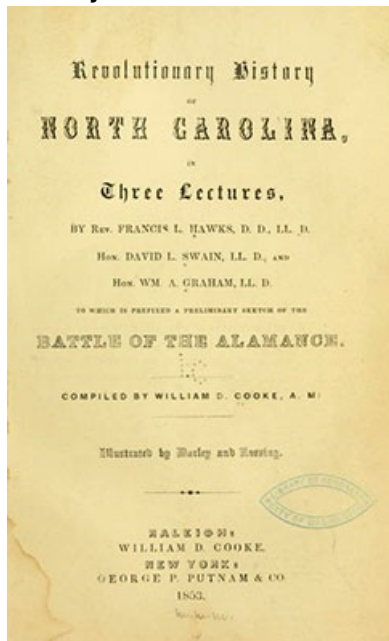 Revolutionary History
OF
NORTH CAROLINA,
IN
Three Lectures,
BY REV. FRANCIS L. HAWKS, D. D., LL. D.
HON. DAVID L. SWAIN, LL. D., AND
HON. WM. A. GRAHAM, LL. D.
TO WHICH IS PREFIXED A PRELIMINARY SKETCH OF THE
BATTLE OF THE ALAMANCE.
COMPILED BY WILLIAM D. COOKE, A. M.
Illustrated by Darley and
RALEIGH:
WILLIAM D. COOKE.
NEW YORK:
GEORGE P. PUTNAM & CO
1853.